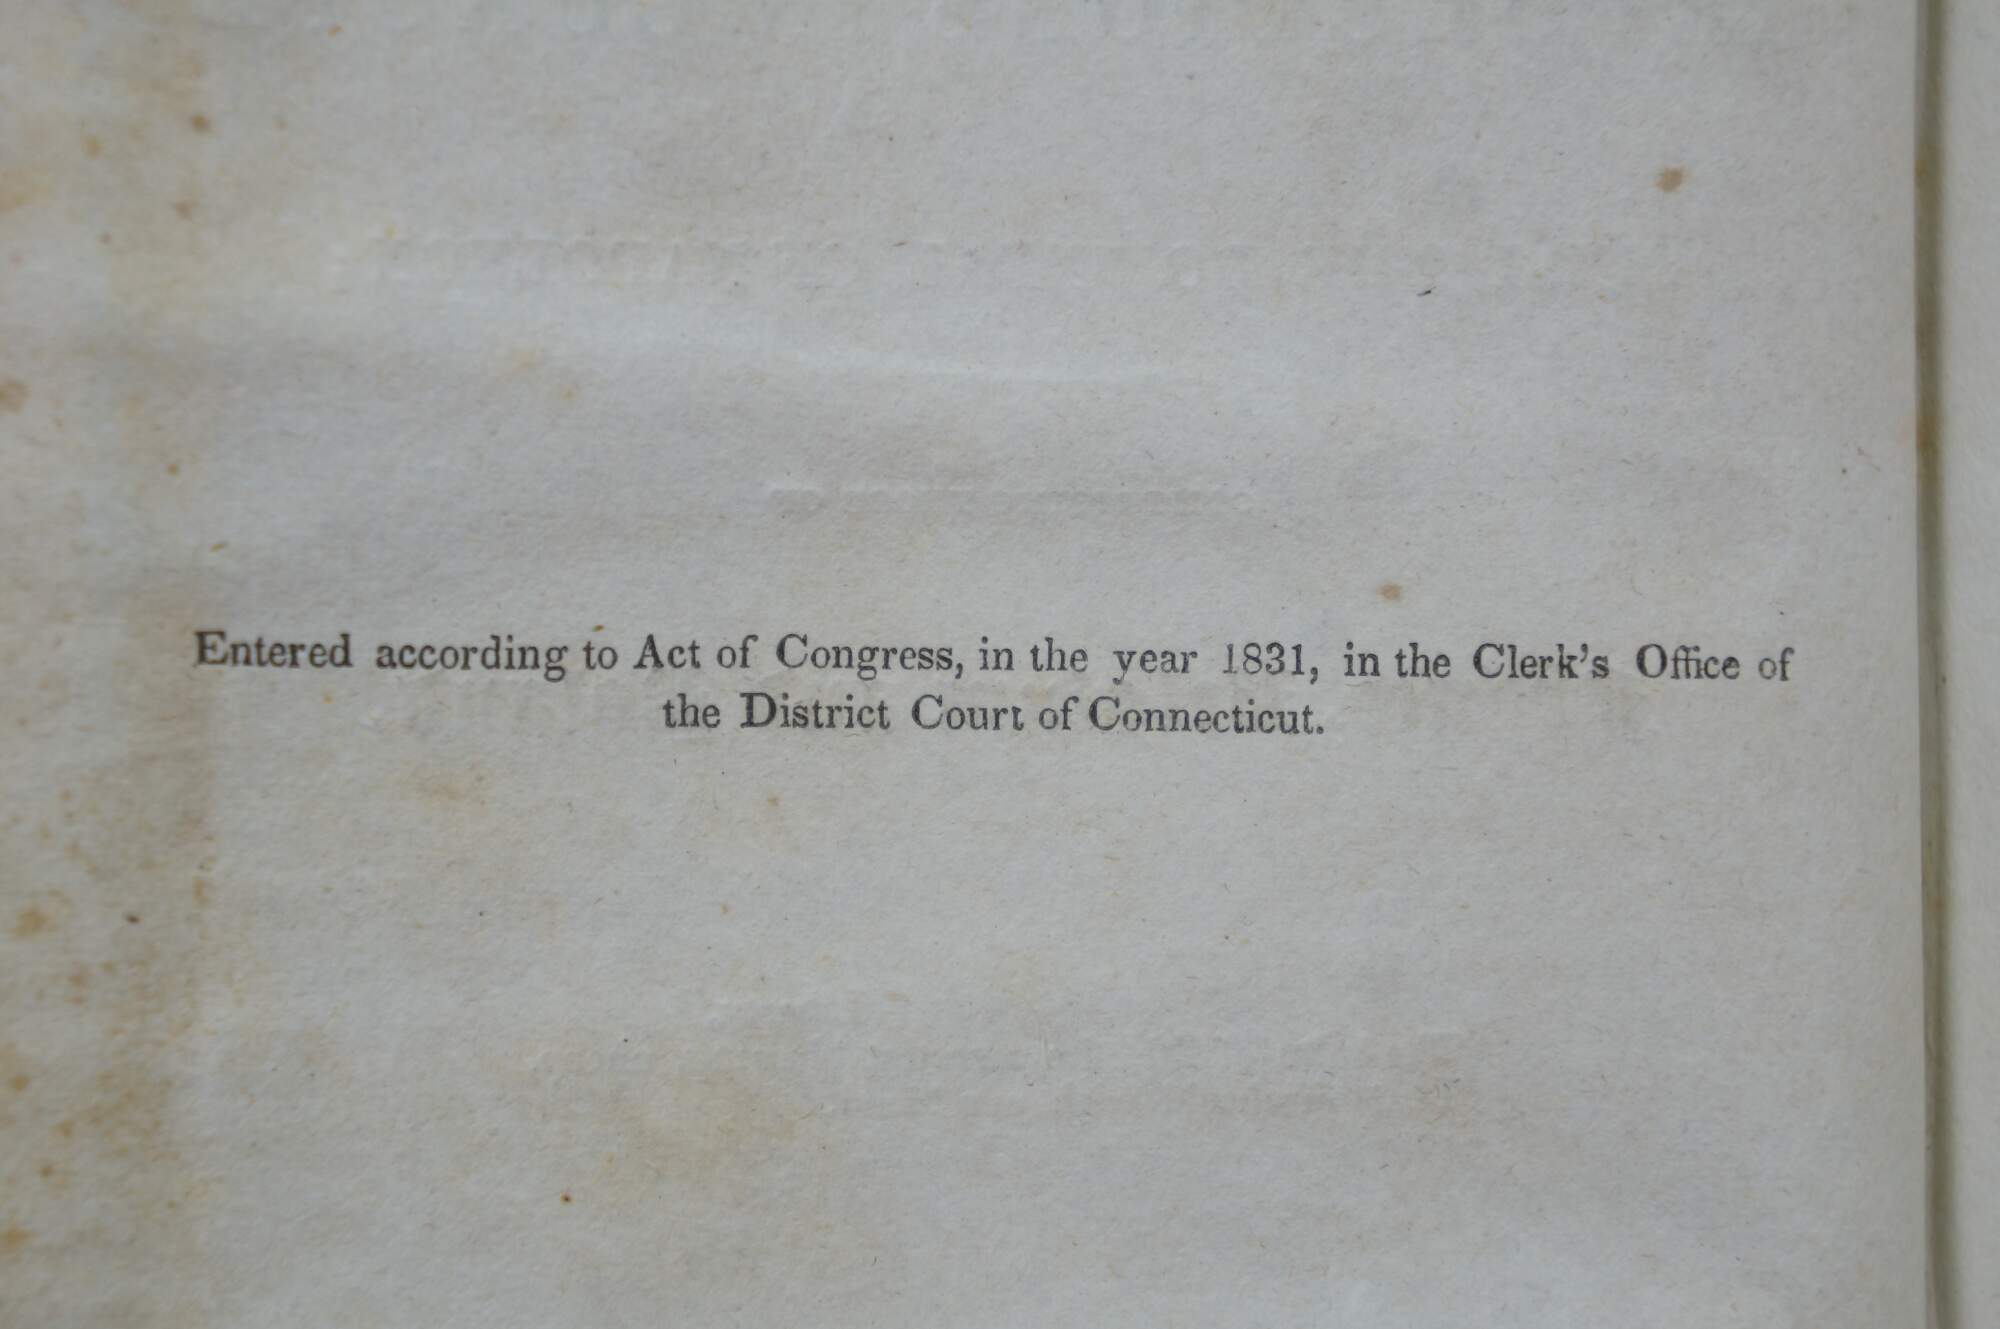 Entered according to Act of Congress, in the year 1831, in the Clerk's Office of
the District Court of Connecticut.